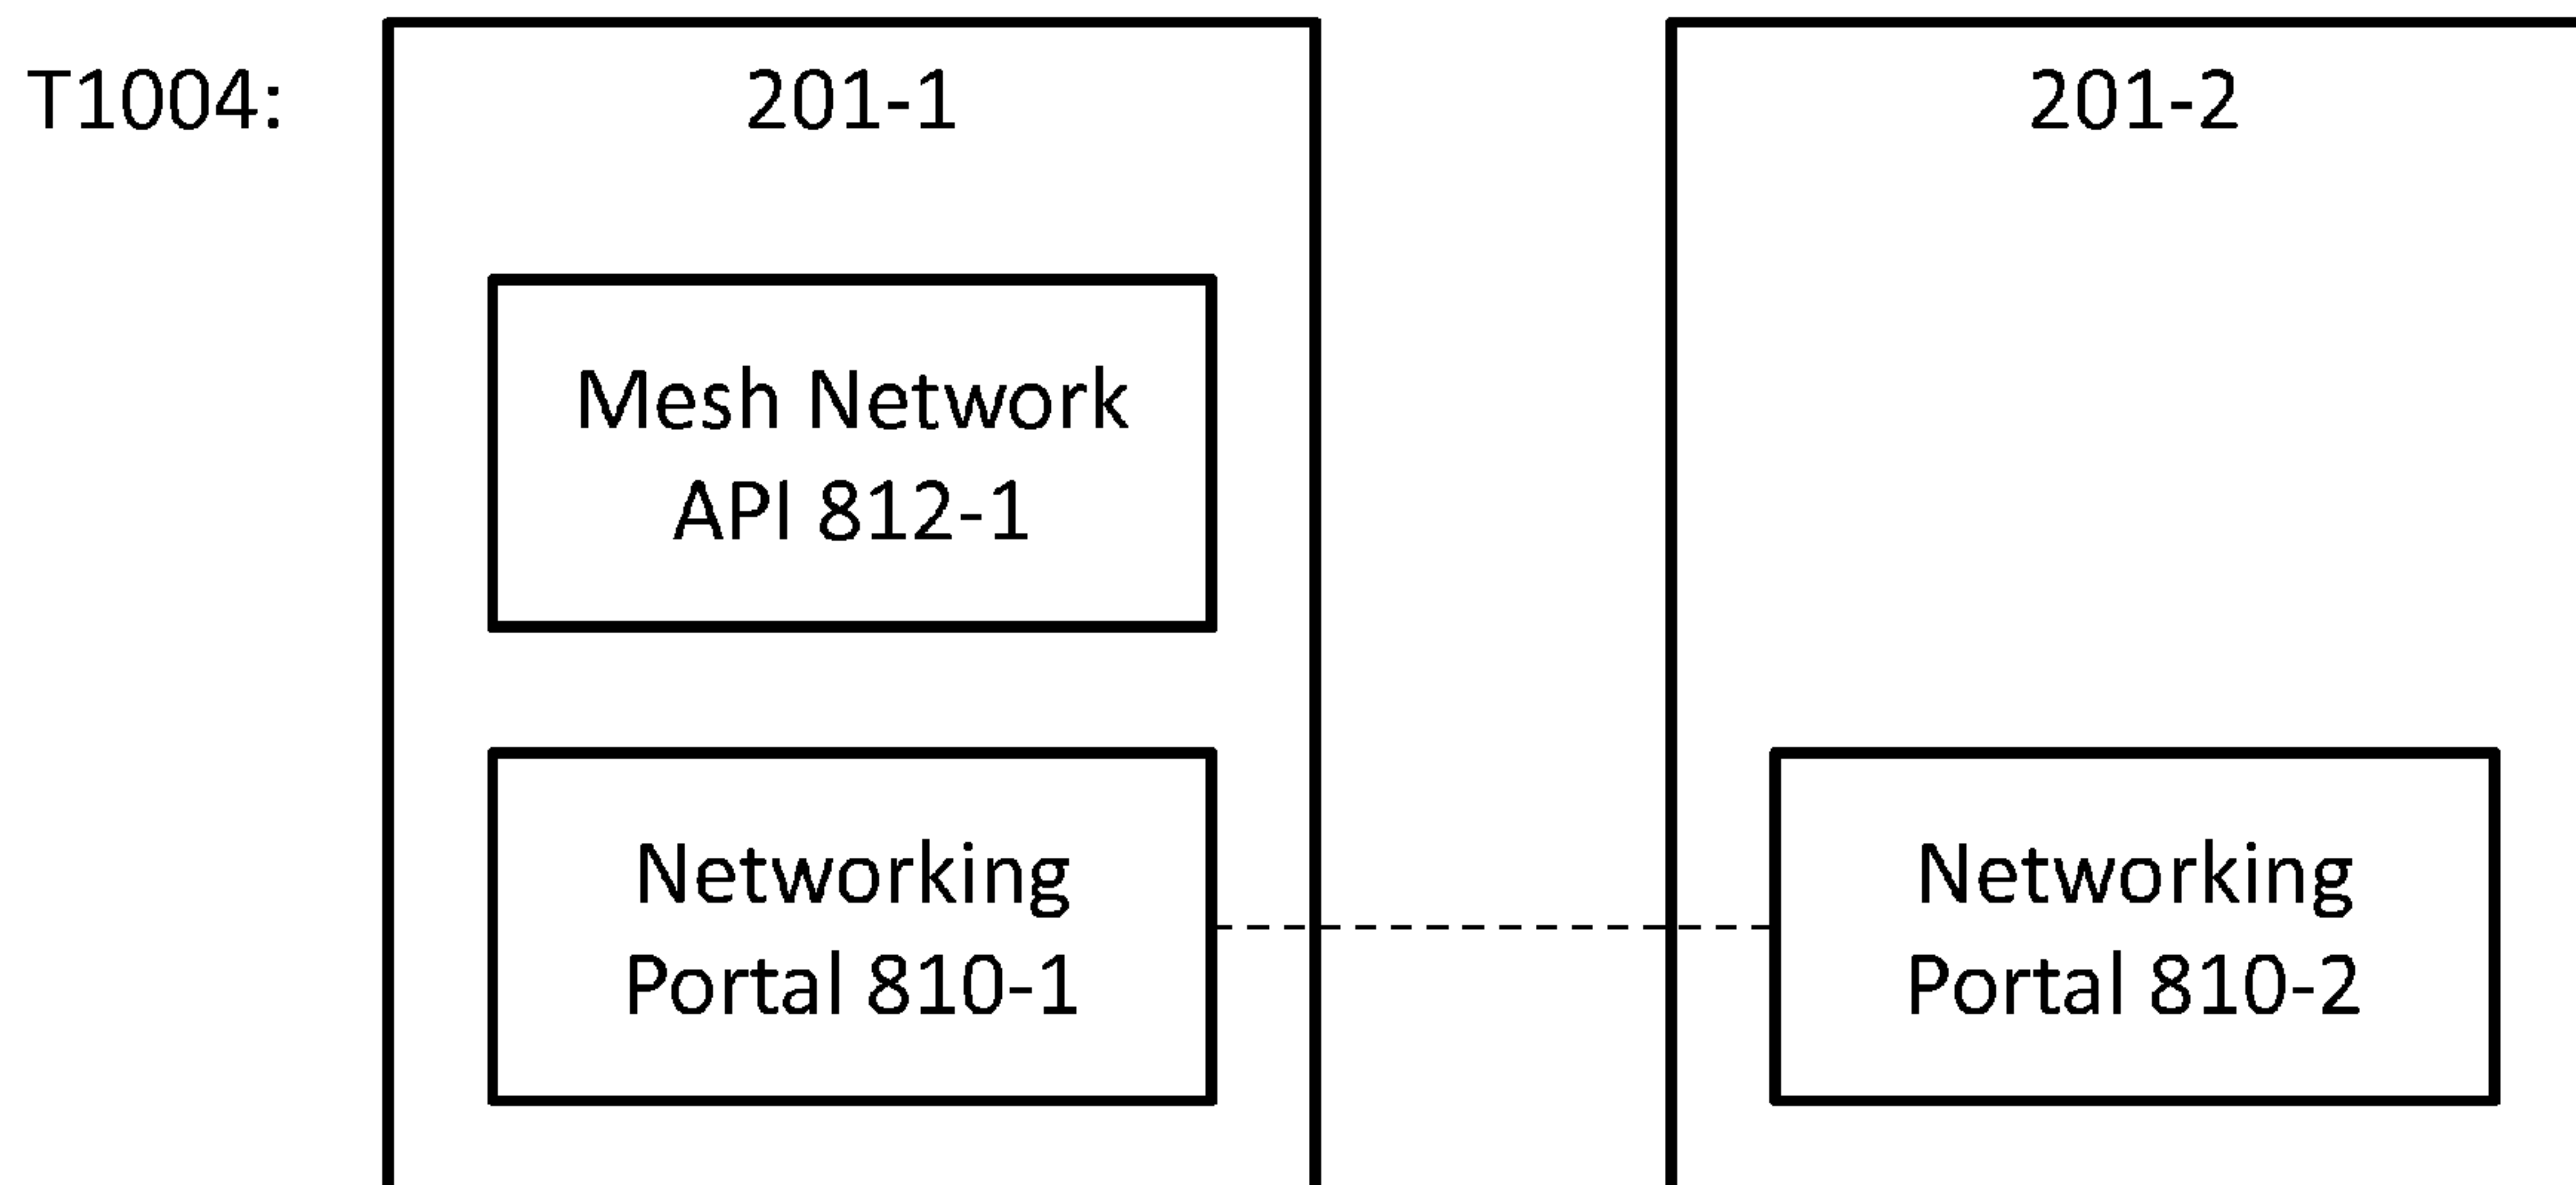 T1004:
201-1
201-2
Mesh Network
API 812-1
Networking
Portal 810-1
Networking
Portal 810-2